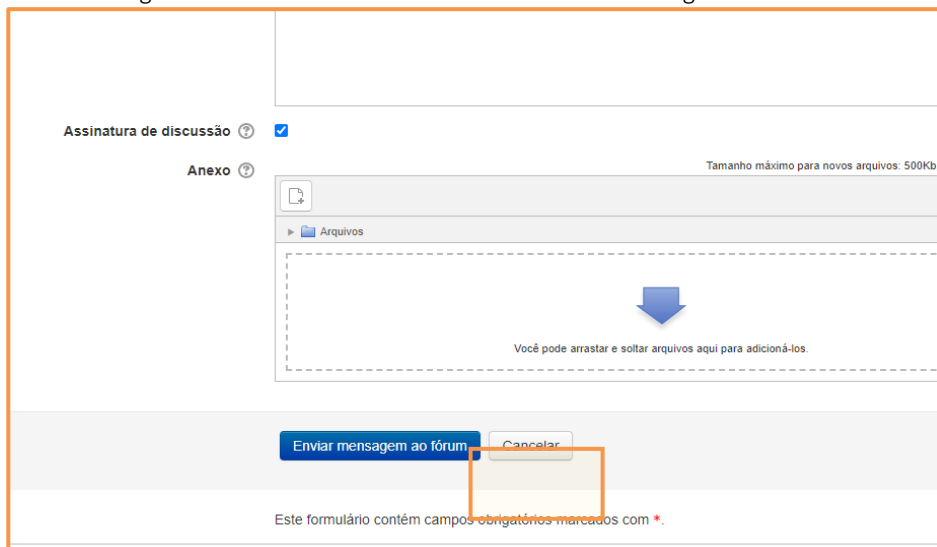 Assinatura de discussão
Anexo
Tamanho máximo para novos arquivos: 500Kb
Arquivos
Você pode arrastar e soltar arquivos aqui para adicioná-los.
Enviar mensagem ao fórum Cancelar
Este formulário contém campos obrigatórios marcados com *.